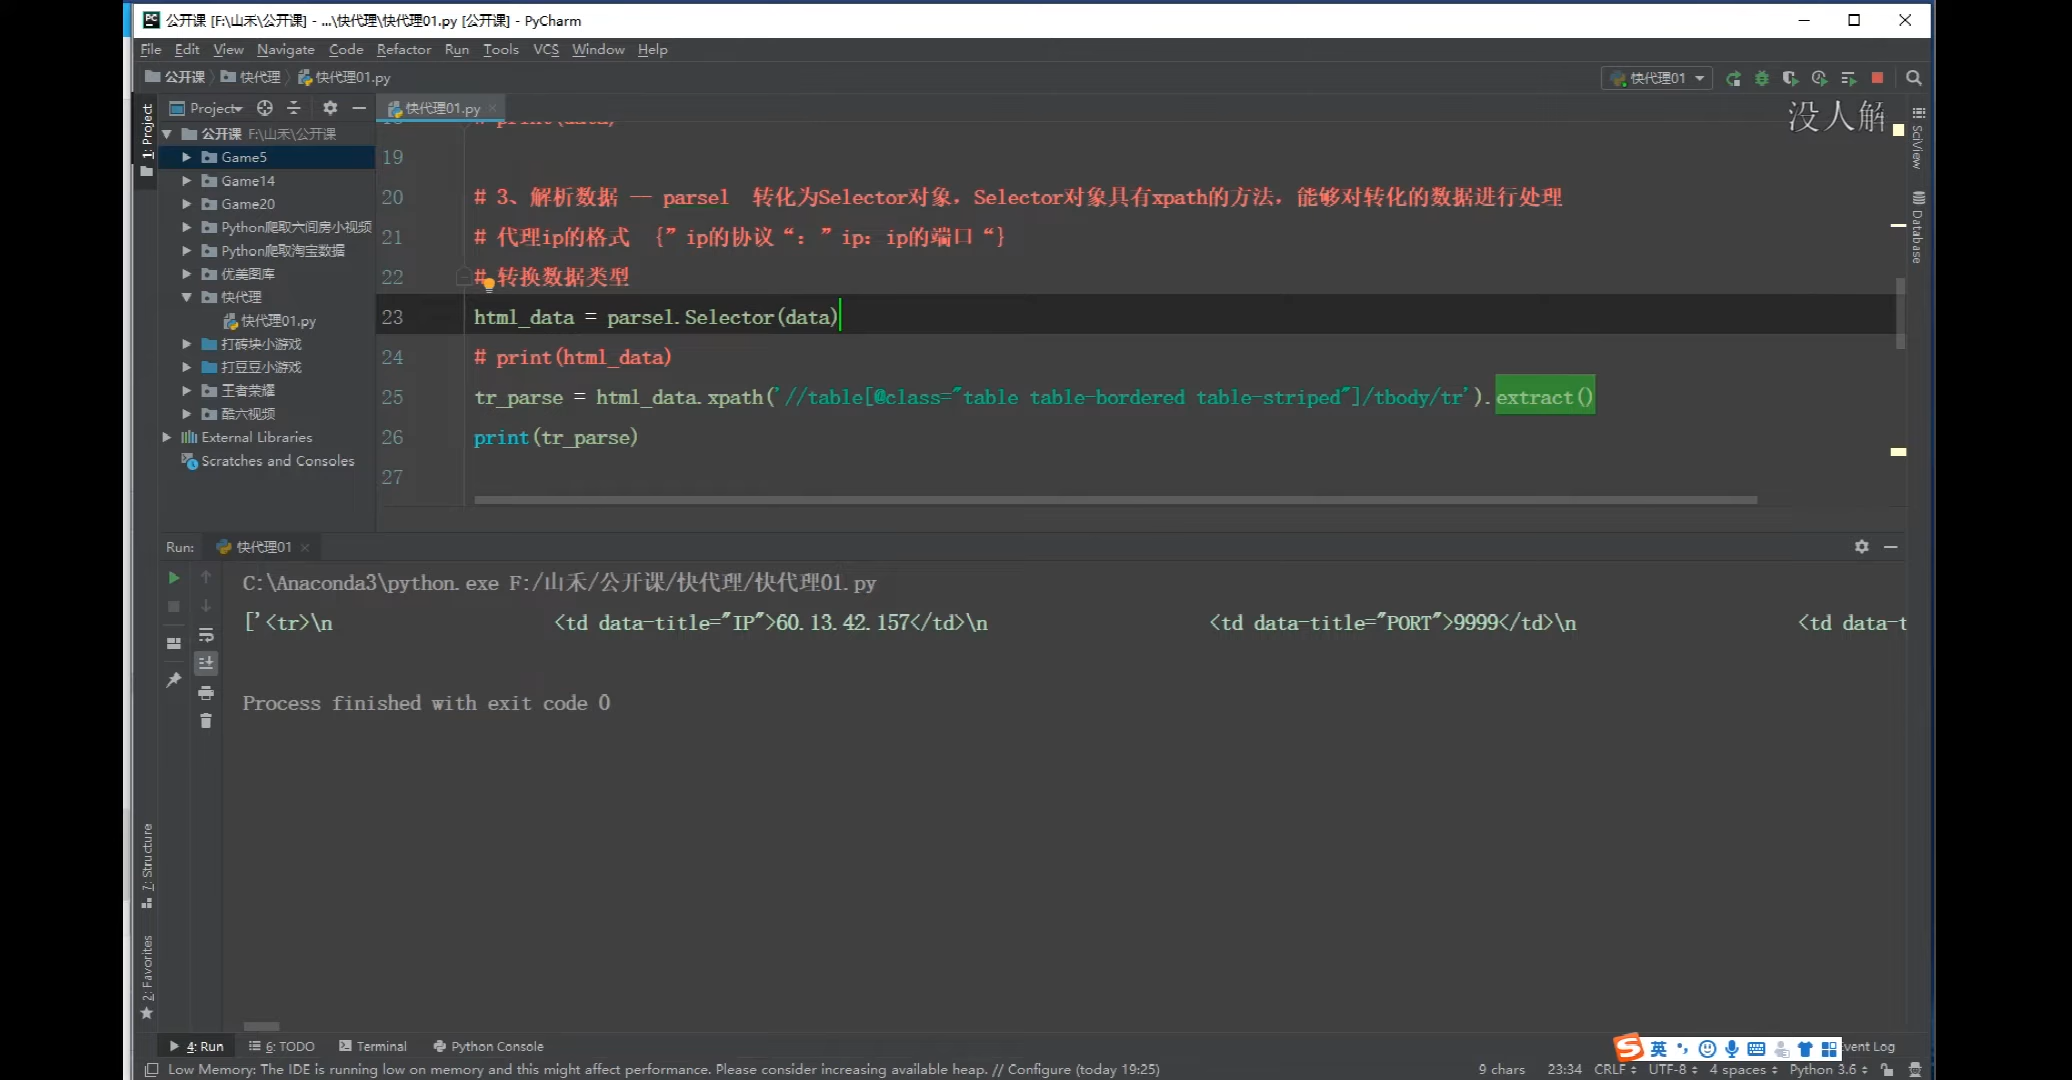 公开课 [F:\山禾\公开课] - ...\快代理\快代理01.py [公开课] - PyCharm
File Edit View Navigate Code Refactor Run Tools VCS Window Help
公开课 快代理 快代理01.py
快代理01
Project
快代理01.py
没人解
1: Project
公开课 F:\山禾\公开课
Game5
Game14
Game20
Python爬取六间房小视频
Python爬取淘宝数据
优美图库
快代理
快代理01.py
打砖块小游戏
打豆豆小游戏
王者荣耀
酷六视频
External Libraries
Scratches and Consoles
# print(data)
19
20 # 3、解析数据 -- parsel 转化为Selector对象，Selector对象具有xpath的方法，能够对转化的数据进行处理
21 # 代理ip的格式 {”ip的协议“：”ip：ip的端口“}
22 # 转换数据类型
23 html_data = parsel.Selector(data)
24 # print(html_data)
25 tr_parse = html_data.xpath('//table[@class="table table-bordered table-striped"]/tbody/tr').extract()
26 print(tr_parse)
27
SciView
Database
Run: 快代理01
C:\Anaconda3\python.exe F:/山禾/公开课/快代理/快代理01.py
['<tr>\n <td data-title="IP">60.13.42.157</td>\n <td data-title="PORT">9999</td>\n <td data-t
Process finished with exit code 0
7: Structure
2: Favorites
4: Run 6: TODO Terminal Python Console
英
Event Log
Low Memory: The IDE is running low on memory and this might affect performance. Please consider increasing available heap. // Configure (today 19:25)
9 chars 23:34 CRLF UTF-8 4 spaces Python 3.6